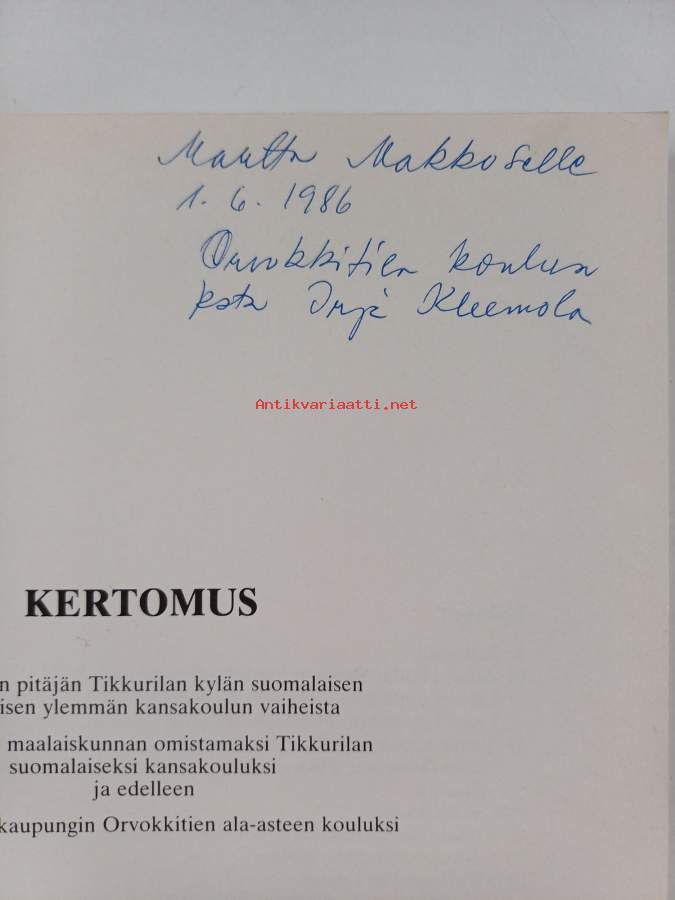 Martta Makkoselle
1.6.1986
Orvokkitien koulun
psta Irja Kleemola
Antikvariaatti.net
KERTOMUS
n pitäjän Tikkurilan kylän suomalaisen
isen ylemmän kansakoulun vaiheista
maalaiskunnan omistamaksi Tikkurilan
suomalaiseksi kansakouluksi
ja edelleen
kaupungin Orvokkitien ala-asteen kouluksi